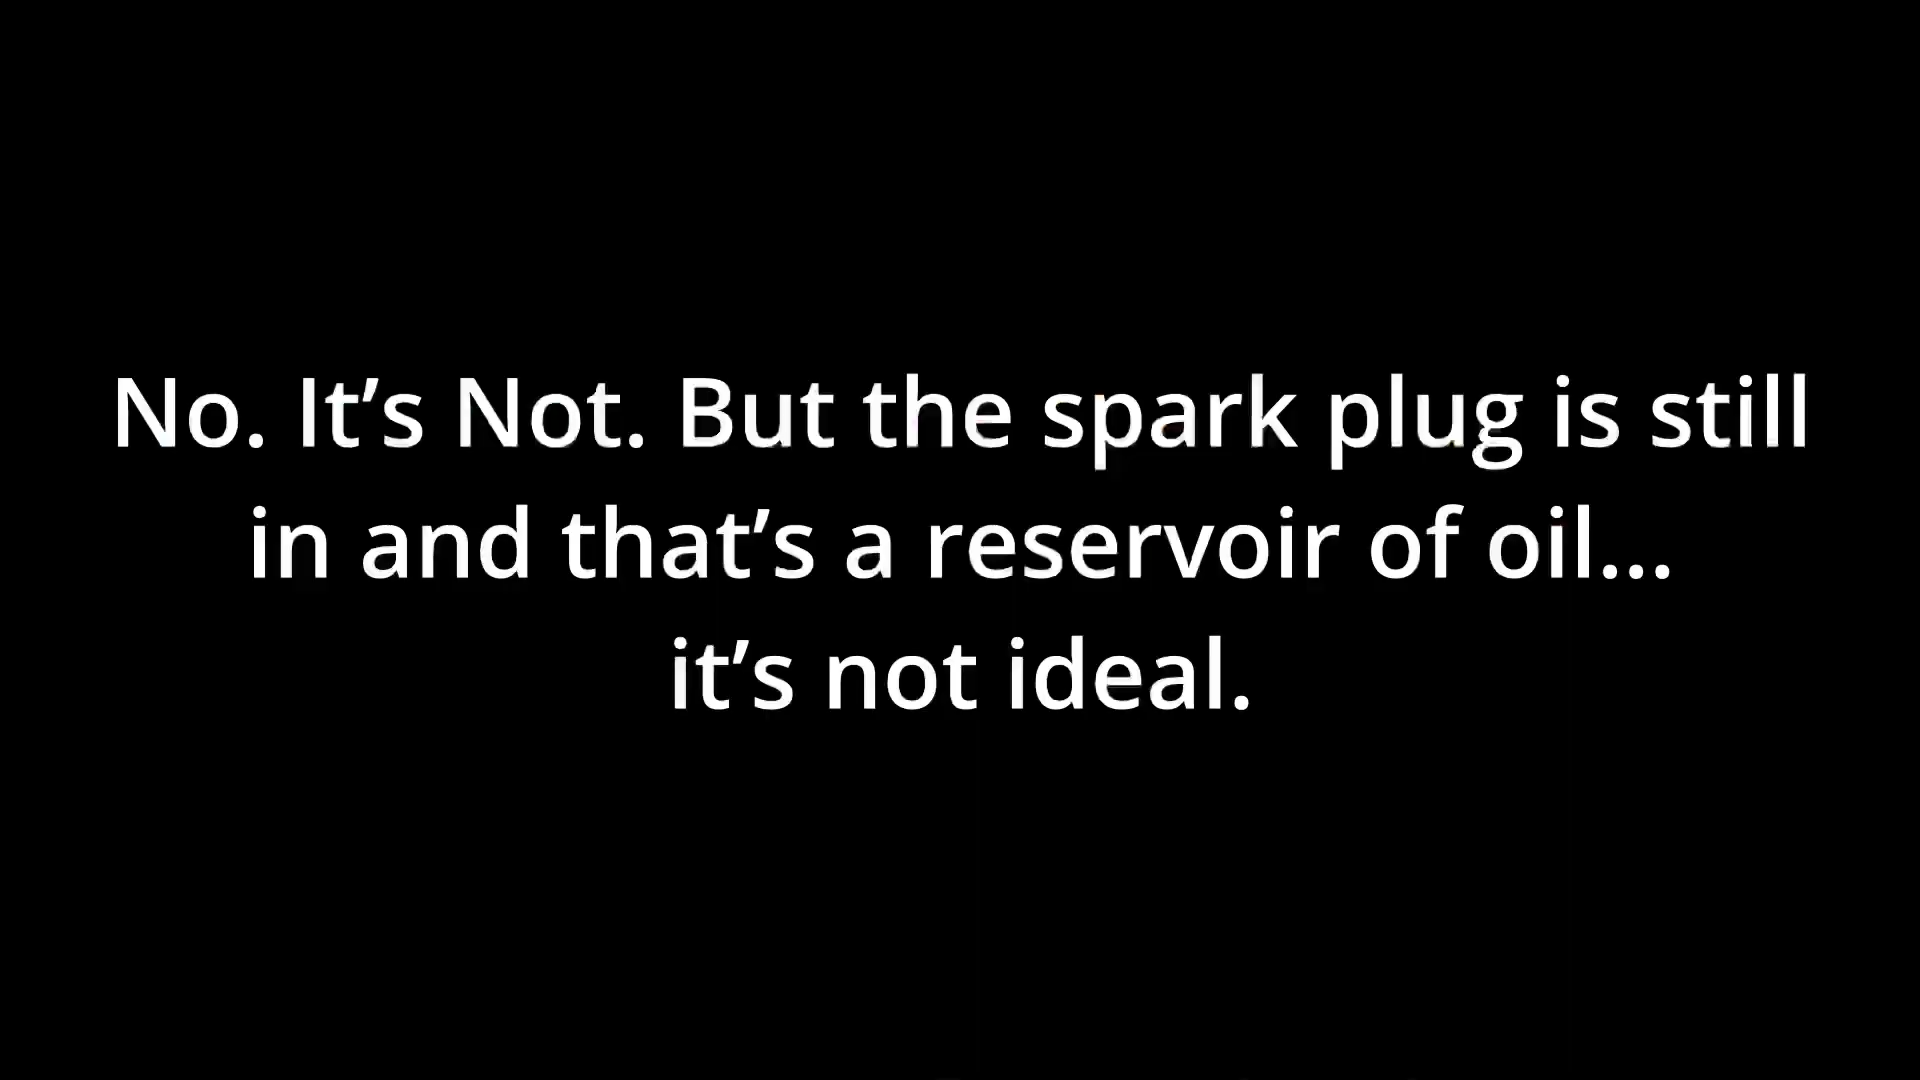 No. It’s Not. But the spark plug is still
in and that’s a reservoir of oil...
it’s not ideal.